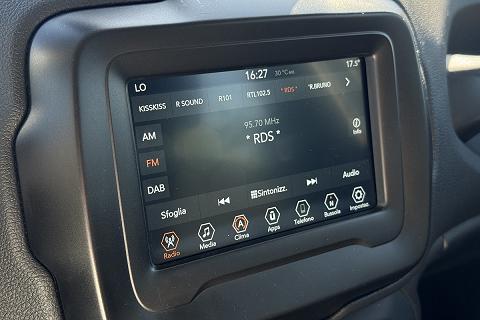 LO 16:27 30 °C 17.5°
KISSKISS R SOUND R101 RTL102.5 * RDS * *R.BRUNO
AM
95.70 MHz
* RDS *
Info
FM
DAB
Sfoglia Sintonizz. Audio
Radio Media Clima Apps Telefono Bussola Impostaz.